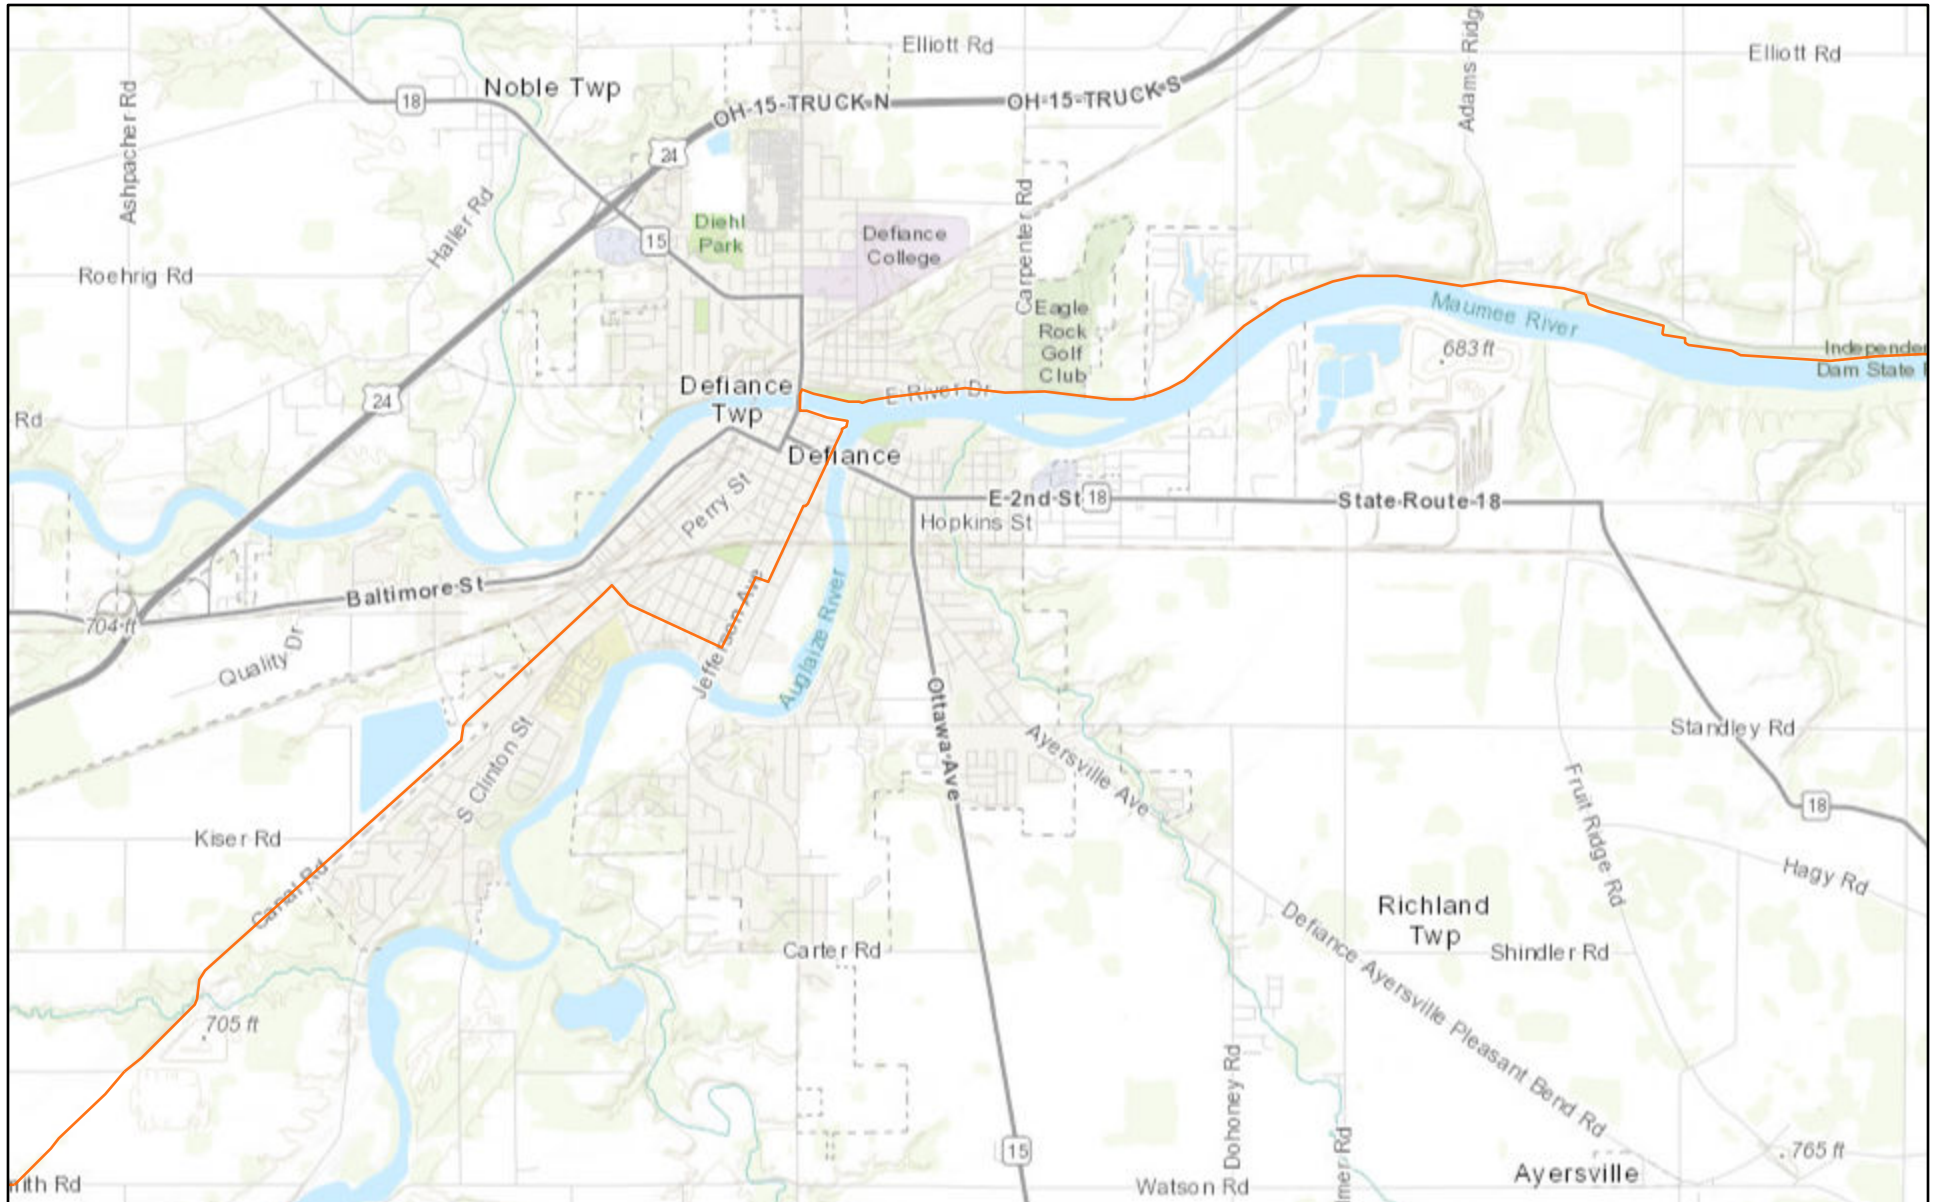 Elliott Rd
Elliott Rd
Adams Ridg
Noble Twp
18
OH-15-TRUCK-N
OH-15-TRUCK-S
24
Ashpacher Rd
Haller Rd
Carpenter Rd
Diehl
Park
15
Defiance
College
Roehrig Rd
Eagle
Rock
Golf
Club
Maumee River
683 ft
Independen
Dam State
Defiance
Twp
E River Dr
24
Rd
Defiance
Perry St
E-2nd-St
18
State-Route-18
Hopkins St
Baltimore-St
Jefferson Ave
Auglaize River
704 ft
Quality Dr
Ottawa-Ave
S Clinton St
Ayersville Ave
Standley Rd
18
Fruit Ridge Rd
Kiser Rd
Hagy Rd
Canal Rd
Richland
Twp
Carter Rd
Shindler Rd
Defiance Ayersville Pleasant Bend Rd
705 ft
Dohoney Rd
15
mer Rd
765 ft
Ayersville
mith Rd
Watson Rd